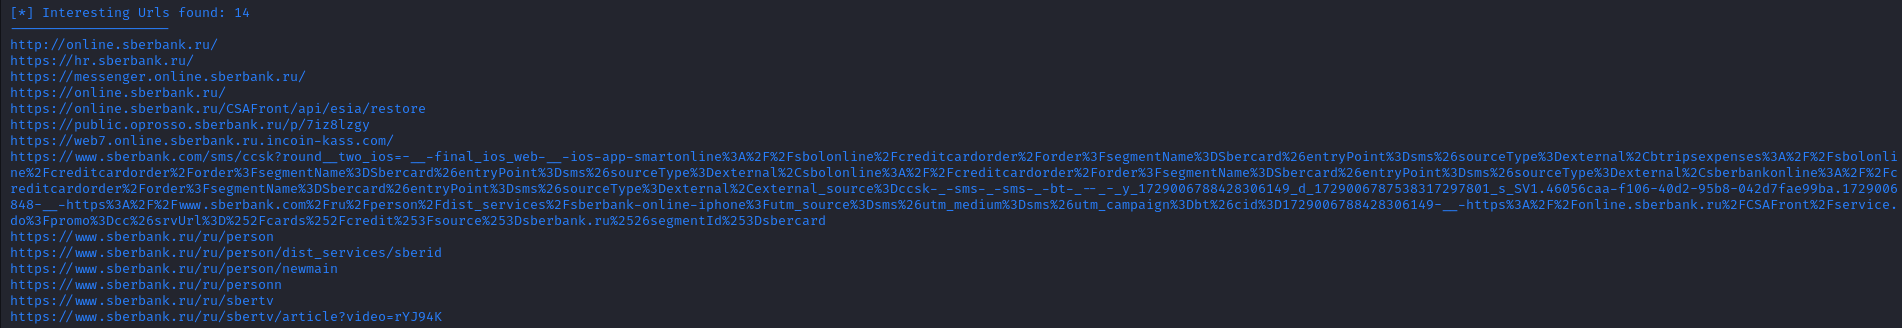 [*] Interesting Urls found: 14
--------------------
http://online.sberbank.ru/
https://hr.sberbank.ru/
https://messenger.online.sberbank.ru/
https://online.sberbank.ru/
https://online.sberbank.ru/CSAFront/api/esia/restore
https://public.oprosso.sberbank.ru/p/7iz8lzgy
https://web7.online.sberbank.ru.incoin-kass.com/
https://www.sberbank.com/sms/ccsk?round__two_ios=-__-final_ios_web-__-ios-app-smartonline%3A%2F%2Fsbolonline%2Fcreditcardorder%2Forder%3FsegmentName%3DSbercard%26entryPoint%3Dsms%26sourceType%3Dexternal%2Cbtripsexpenses%3A%2F%2Fsbolonli
ne%2Fcreditcardorder%2Forder%3FsegmentName%3DSbercard%26entryPoint%3Dsms%26sourceType%3Dexternal%2Csbolonline%3A%2F%2Fcreditcardorder%2Forder%3FsegmentName%3DSbercard%26entryPoint%3Dsms%26sourceType%3Dexternal%2Csberbankonline%3A%2F%2Fc
reditcardorder%2Forder%3FsegmentName%3DSbercard%26entryPoint%3Dsms%26sourceType%3Dexternal%2Cexternal_source%3Dccsk-_-sms-_-sms-_-bt-_--_-_y_1729006788428306149_d_1729006787538317297801_s_SV1.46056caa-f106-40d2-95b8-042d7fae99ba.1729006
848-__-https%3A%2F%2Fwww.sberbank.com%2Fru%2Fperson%2Fdist_services%2Fsberbank-online-iphone%3Futm_source%3Dsms%26utm_medium%3Dsms%26utm_campaign%3Dbt%26cid%3D1729006788428306149-__-https%3A%2F%2Fonline.sberbank.ru%2FCSAFront%2Fservice.
do%3Fpromo%3Dcc%26srvUrl%3D%252Fcards%252Fcredit%253Fsource%253Dsberbank.ru%2526segmentId%253Dsbercard
https://www.sberbank.ru/ru/person
https://www.sberbank.ru/ru/person/dist_services/sberid
https://www.sberbank.ru/ru/person/newmain
https://www.sberbank.ru/ru/personn
https://www.sberbank.ru/ru/sbertv
https://www.sberbank.ru/ru/sbertv/article?video=rYJ94K